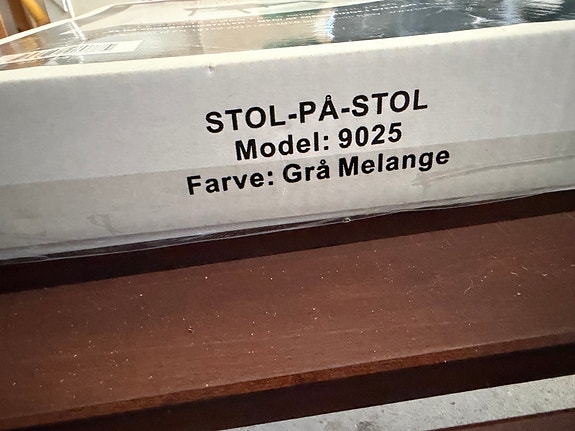 STOL-PÅ-STOL
Model: 9025
Farve: Grå Melange